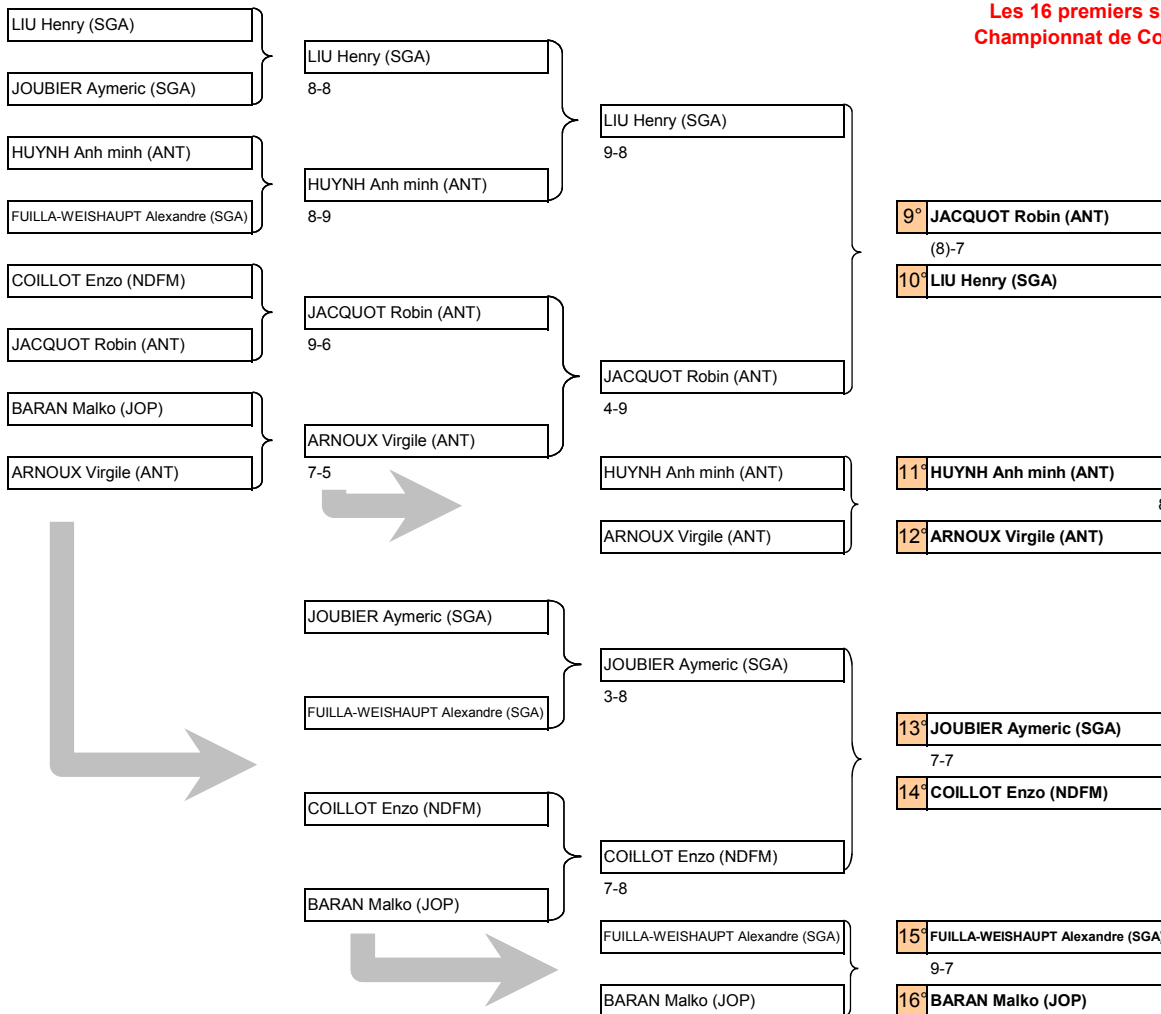 Les 16 premiers s
Championnat de Co
LIU Henry (SGA)
JOUBIER Aymeric (SGA)
HUYNH Anh minh (ANT)
FUILLA-WEISHAUPT Alexandre (SGA)
COILLOT Enzo (NDFM)
JACQUOT Robin (ANT)
BARAN Malko (JOP)
ARNOUX Virgile (ANT)
LIU Henry (SGA)
8-8
HUYNH Anh minh (ANT)
8-9
JACQUOT Robin (ANT)
9-6
ARNOUX Virgile (ANT)
7-5
JOUBIER Aymeric (SGA)
FUILLA-WEISHAUPT Alexandre (SGA)
COILLOT Enzo (NDFM)
BARAN Malko (JOP)
LIU Henry (SGA)
9-8
JACQUOT Robin (ANT)
4-9
HUYNH Anh minh (ANT)
ARNOUX Virgile (ANT)
JOUBIER Aymeric (SGA)
3-8
COILLOT Enzo (NDFM)
7-8
FUILLA-WEISHAUPT Alexandre (SGA)
BARAN Malko (JOP)
9° JACQUOT Robin (ANT)
(8)-7
10° LIU Henry (SGA)
11° HUYNH Anh minh (ANT)
12° ARNOUX Virgile (ANT)
13° JOUBIER Aymeric (SGA)
7-7
14° COILLOT Enzo (NDFM)
15° FUILLA-WEISHAUPT Alexandre (SGA)
9-7
16° BARAN Malko (JOP)